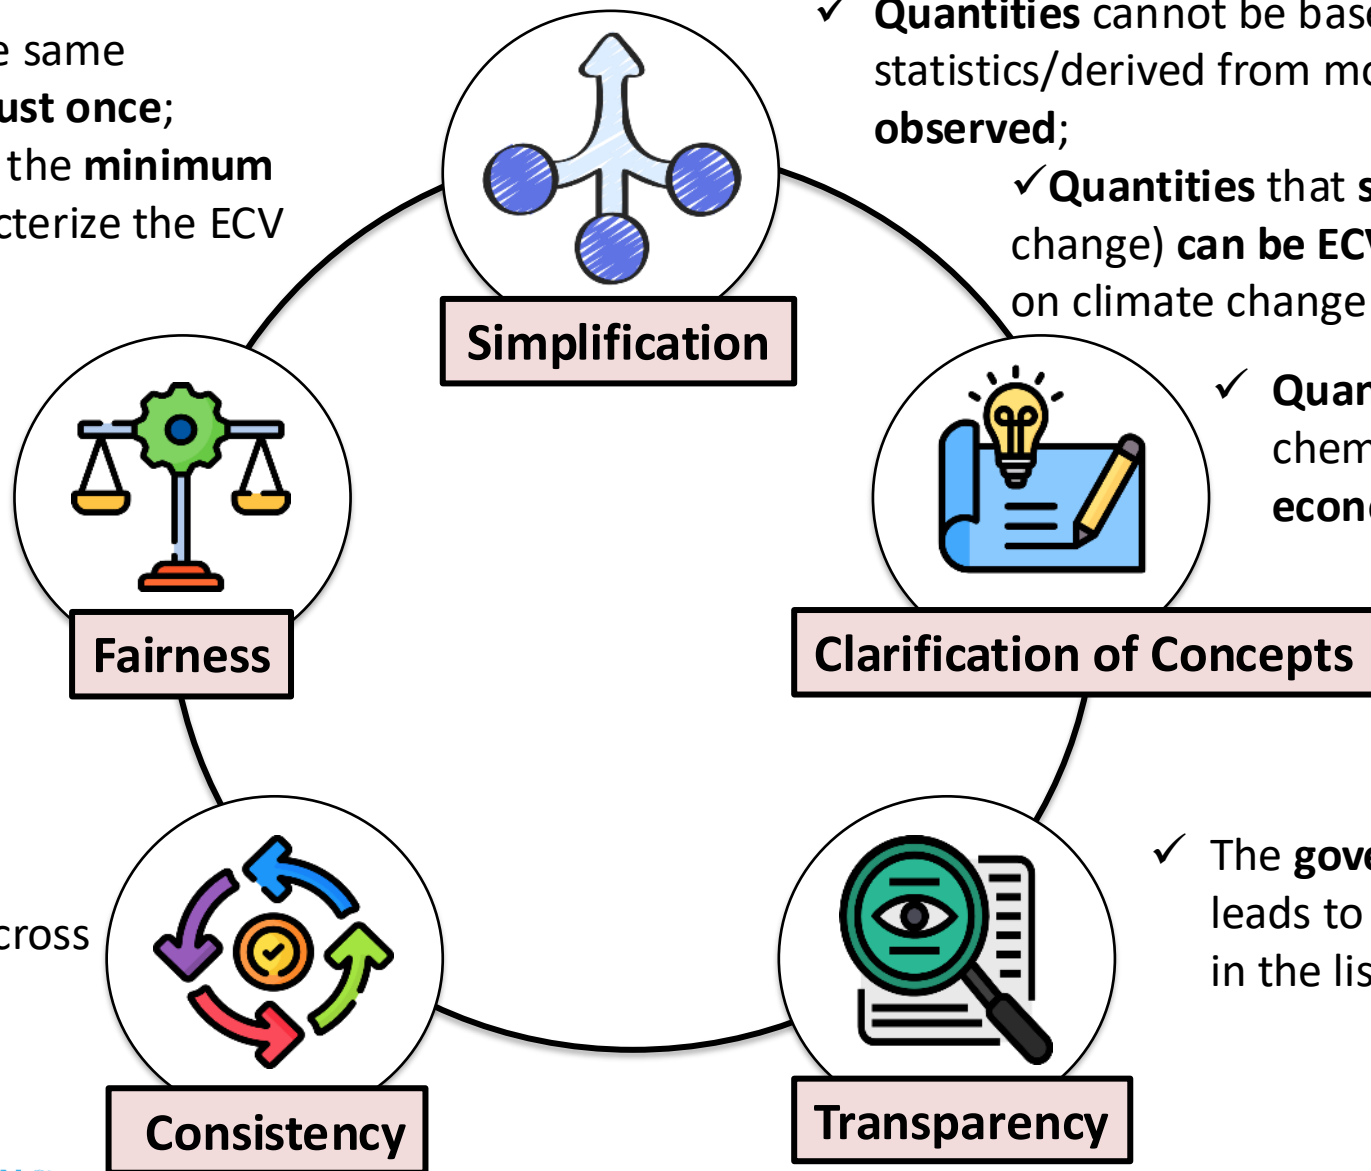 e same
ust once;
the minimum
cterize the ECV
✓ Quantities cannot be base
statistics/derived from mo
observed;
✓Quantities that s
change) can be ECV
on climate change
Simplification
✓ Quan
chem
econo
Fairness
Clarification of Concepts
✓ The gove
leads to
in the lis
cross
Consistency
Transparency